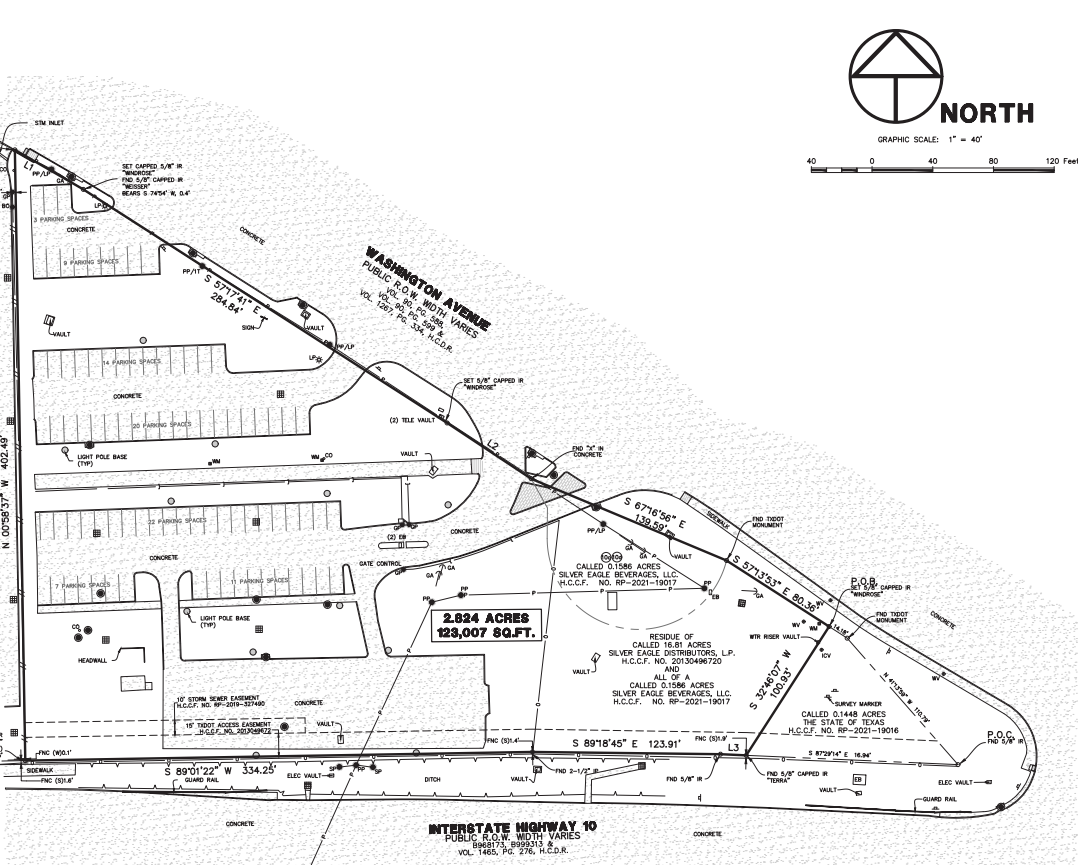 NORTH
GRAPHIC SCALE: 1" = 40'
40 0 40 80 120 Feet
STM INLET
L1
PP/LP
GA
SET CAPPED 5/8" IR
"WINDROSE"
FND 5/8" CAPPED IR
"WEISSER"
BEARS S 74°54' W, 0.4'
LP
3 PARKING SPACES
CONCRETE
9 PARKING SPACES
CONCRETE
PP/LT
S 57°17'41" E
284.84'
WASHINGTON AVENUE
PUBLIC R.O.W. WIDTH VARIES
VOL. 90, PG. 588,
VOL. 90, PG. 599 &
VOL. 1267, PG. 334, H.C.D.R.
VAULT
SIGN
VAULT
PP/LP
LP
14 PARKING SPACES
CONCRETE
SET 5/8" CAPPED IR
"WINDROSE"
(2) TELE VAULT
20 PARKING SPACES
L2
LIGHT POLE BASE
(TYP)
WM
WM
CO
VAULT
FND "X" IN
CONCRETE
N 00°58'37" W 402.49'
22 PARKING SPACES
CONCRETE
(2) EB
GATE CONTROL
GP
GA
CONCRETE
7 PARKING SPACES
11 PARKING SPACES
S 67°16'56" E
139.59'
SIDEWALK
FND TXDOT
MONUMENT
PP/LP
GA
GA
VAULT
CALLED 0.1586 ACRES
SILVER EAGLE BEVERAGES, LLC.
H.C.C.F. NO. RP-2021-19017
S 57°13'53" E 80.36'
PP
EB
GA
P.O.B.
SET 5/8" CAPPED IR
"WINDROSE"
FND TXDOT
MONUMENT
CONCRETE
WV
WV
WM
14.18'
WTR RISER VAULT
ICV
PP
PP
2.824 ACRES
123,007 SQ.FT.
LIGHT POLE BASE
(TYP)
CO
HEADWALL
RESIDUE OF
CALLED 16.81 ACRES
SILVER EAGLE DISTRIBUTORS, L.P.
H.C.C.F. NO. 20130496720
AND
ALL OF A
CALLED 0.1586 ACRES
SILVER EAGLE BEVERAGES, LLC.
H.C.C.F. NO. RP-2021-19017
VAULT
S 32°46'07" W
100.93'
WV
SURVEY MARKER
CALLED 0.1448 ACRES
THE STATE OF TEXAS
H.C.C.F. NO. RP-2021-19016
P.O.C.
FND 5/8" IR
10' STORM SEWER EASEMENT
H.C.C.F. NO. RP-2019-327490
CONCRETE
15' TXDOT ACCESS EASEMENT
H.C.C.F. NO. 2013049672
VAULT
FNC (S)1.4'
S 89°18'45" E 123.91'
FNC (S)1.9'
L3
S 87°29'14" E 16.94'
FNC (W)0.1'
SIDEWALK
FNC (S)1.6'
S 89°01'22" W 334.25'
GUARD RAIL
ELEC VAULT
SP
PP
SP
DITCH
VAULT
FND 2-1/2" IP
FND 5/8" IR
FND 5/8" CAPPED IR
"TERRA"
EB
VAULT
ELEC VAULT
GUARD RAIL
CONCRETE
INTERSTATE HIGHWAY 10
PUBLIC R.O.W. WIDTH VARIES
B968173, B999313 &
VOL. 1465, PG. 276, H.C.D.R.
CONCRETE